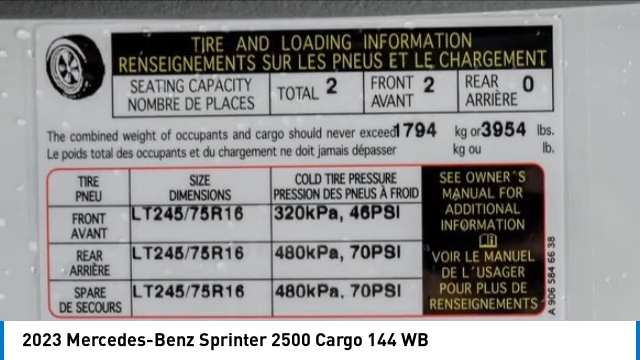 TIRE AND LOADING INFORMATION
RENSEIGNEMENTS SUR LES PNEUS ET LE CHARGEMENT
SEATING CAPACITY
NOMBRE DE PLACES
TOTAL 2
FRONT
AVANT 2
REAR
ARRIÈRE 0
The combined weight of occupants and cargo should never exceed 1794 kg or 3954 lbs.
Le poids total des occupants et du chargement ne doit jamais dépasser kg ou lb.
TIRE
PNEU
SIZE
DIMENSIONS
COLD TIRE PRESSURE
PRESSION DES PNEUS À FROID
FRONT
AVANT
LT245/75R16
320kPa, 46PSI
REAR
ARRIÈRE
LT245/75R16
480kPa, 70PSI
SPARE
DE SECOURS
LT245/75R16
480kPa, 70PSI
SEE OWNER'S
MANUAL FOR
ADDITIONAL
INFORMATION
VOIR LE MANUEL
DE L'USAGER
POUR PLUS DE
RENSEIGNEMENTS
A 906 584 66 38
2023 Mercedes-Benz Sprinter 2500 Cargo 144 WB